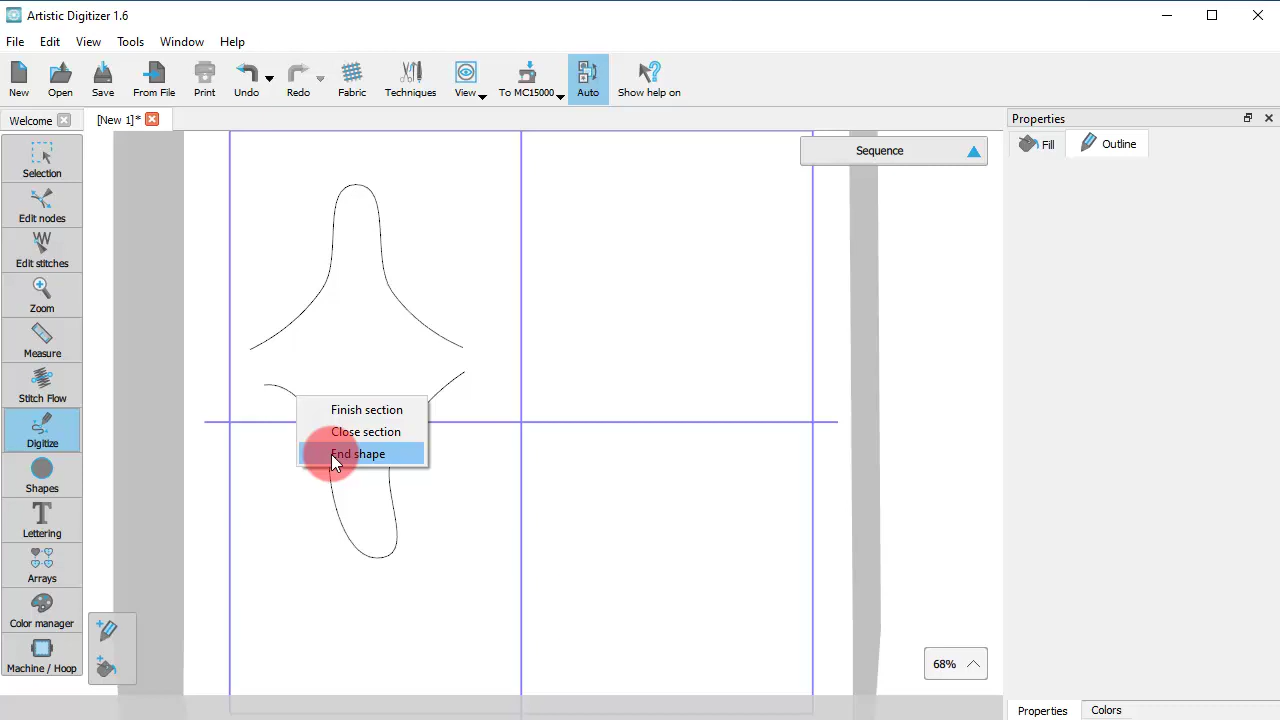 Artistic Digitizer 1.6
File Edit View Tools Window Help
New Open Save From File Print Undo Redo Fabric Techniques View To MC15000 Auto Show help on
Welcome [New 1]*
Properties
Sequence
Fill Outline
Selection
Edit nodes
Edit stitches
Zoom
Measure
Stitch Flow
Digitize
Shapes
Lettering
Arrays
Color manager
Machine / Hoop
Finish section
Close section
End shape
68%
Properties Colors